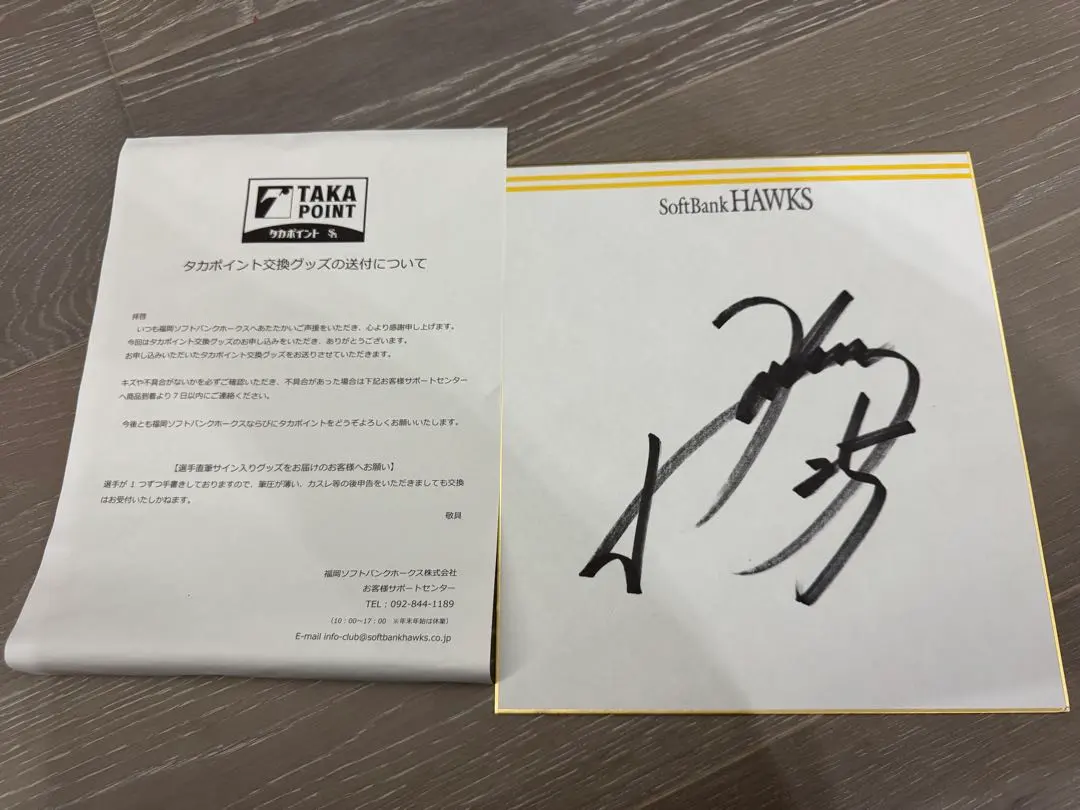 TAKA
POINT
タカポイント
タカポイント交換グッズの送付について
拝啓
いつも福岡ソフトバンクホークスへあたたかいご声援をいただき、心より感謝申し上げます。
今回はタカポイント交換グッズのお申し込みをいただき、ありがとうございます。
お申し込みいただいたタカポイント交換グッズをお送りさせていただきます。
キズや不具合がないかを必ずご確認いただき、不具合があった場合は下記お客様サポートセンター
へ商品到着より7日以内にご連絡ください。
今後とも福岡ソフトバンクホークスならびにタカポイントをどうぞよろしくお願いいたします。
【選手直筆サイン入りグッズをお届けのお客様へお願い】
選手が1つずつ手書きしておりますので、筆圧が薄い、カスレ等の後申告をいただきましても交換
はお受付いたしかねます。
敬具
福岡ソフトバンクホークス株式会社
お客様サポートセンター
TEL:092-844-1189
(10:00~17:00 ※年末年始は休業)
E-mail info-club@softbankhawks.co.jp
SoftBank HAWKS